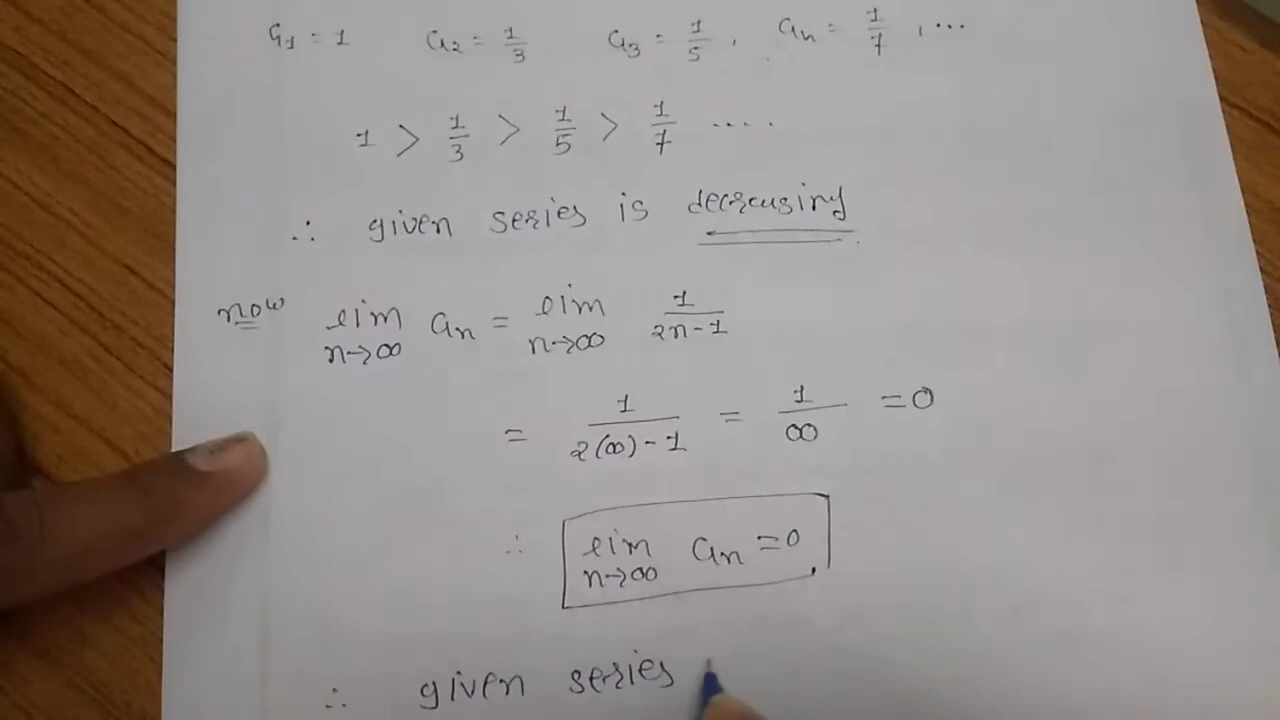 a₁ = 1 a₂ = 1/3 a₃ = 1/5 , aₙ = 1/7 , ...
1 > 1/3 > 1/5 > 1/7 ....
∴ given series is decreasing
now lim n→∞ aₙ = lim n→∞ 1/(2n-1)
= 1/(2(∞)-1) = 1/∞ = 0
∴ lim n→∞ aₙ = 0
∴ given series